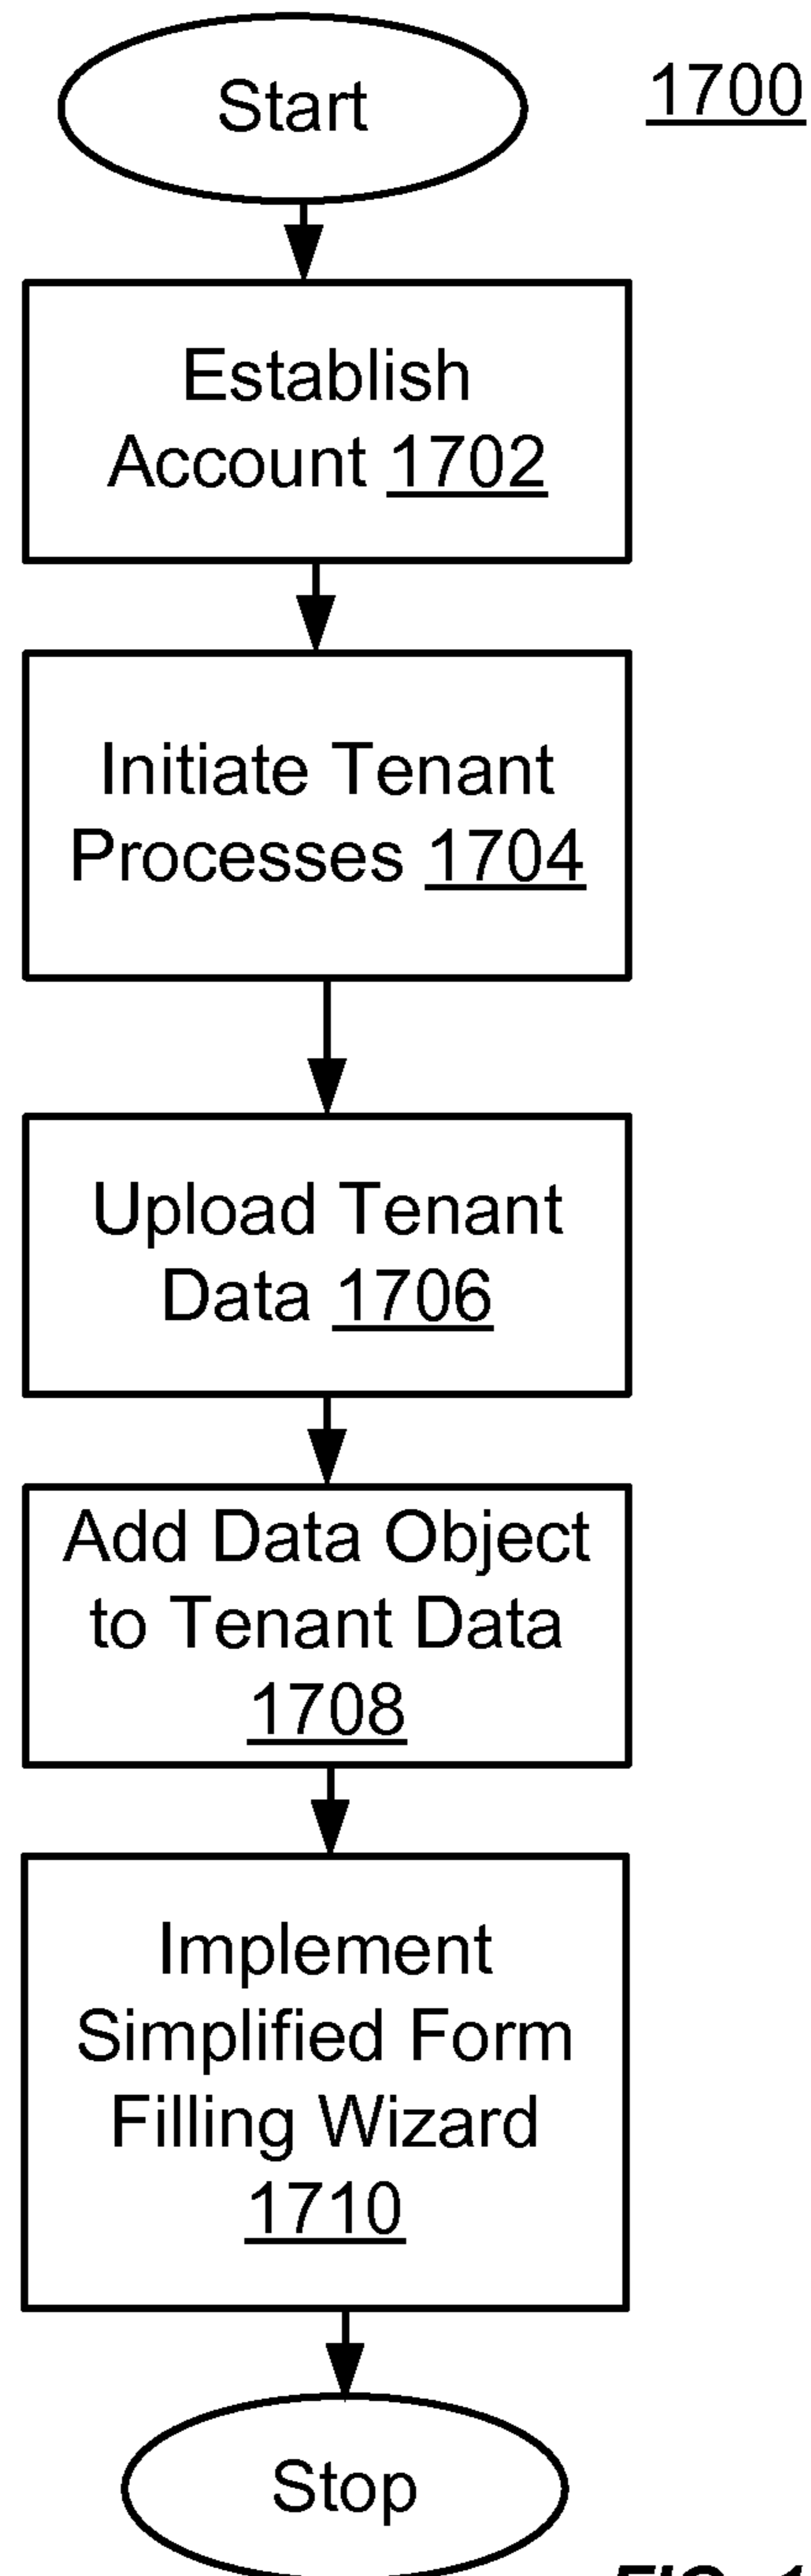 Start
1700
Establish
Account 1702
Initiate Tenant
Processes 1704
Upload Tenant
Data 1706
Add Data Object
to Tenant Data
1708
Implement
Simplified Form
Filling Wizard
1710
Stop